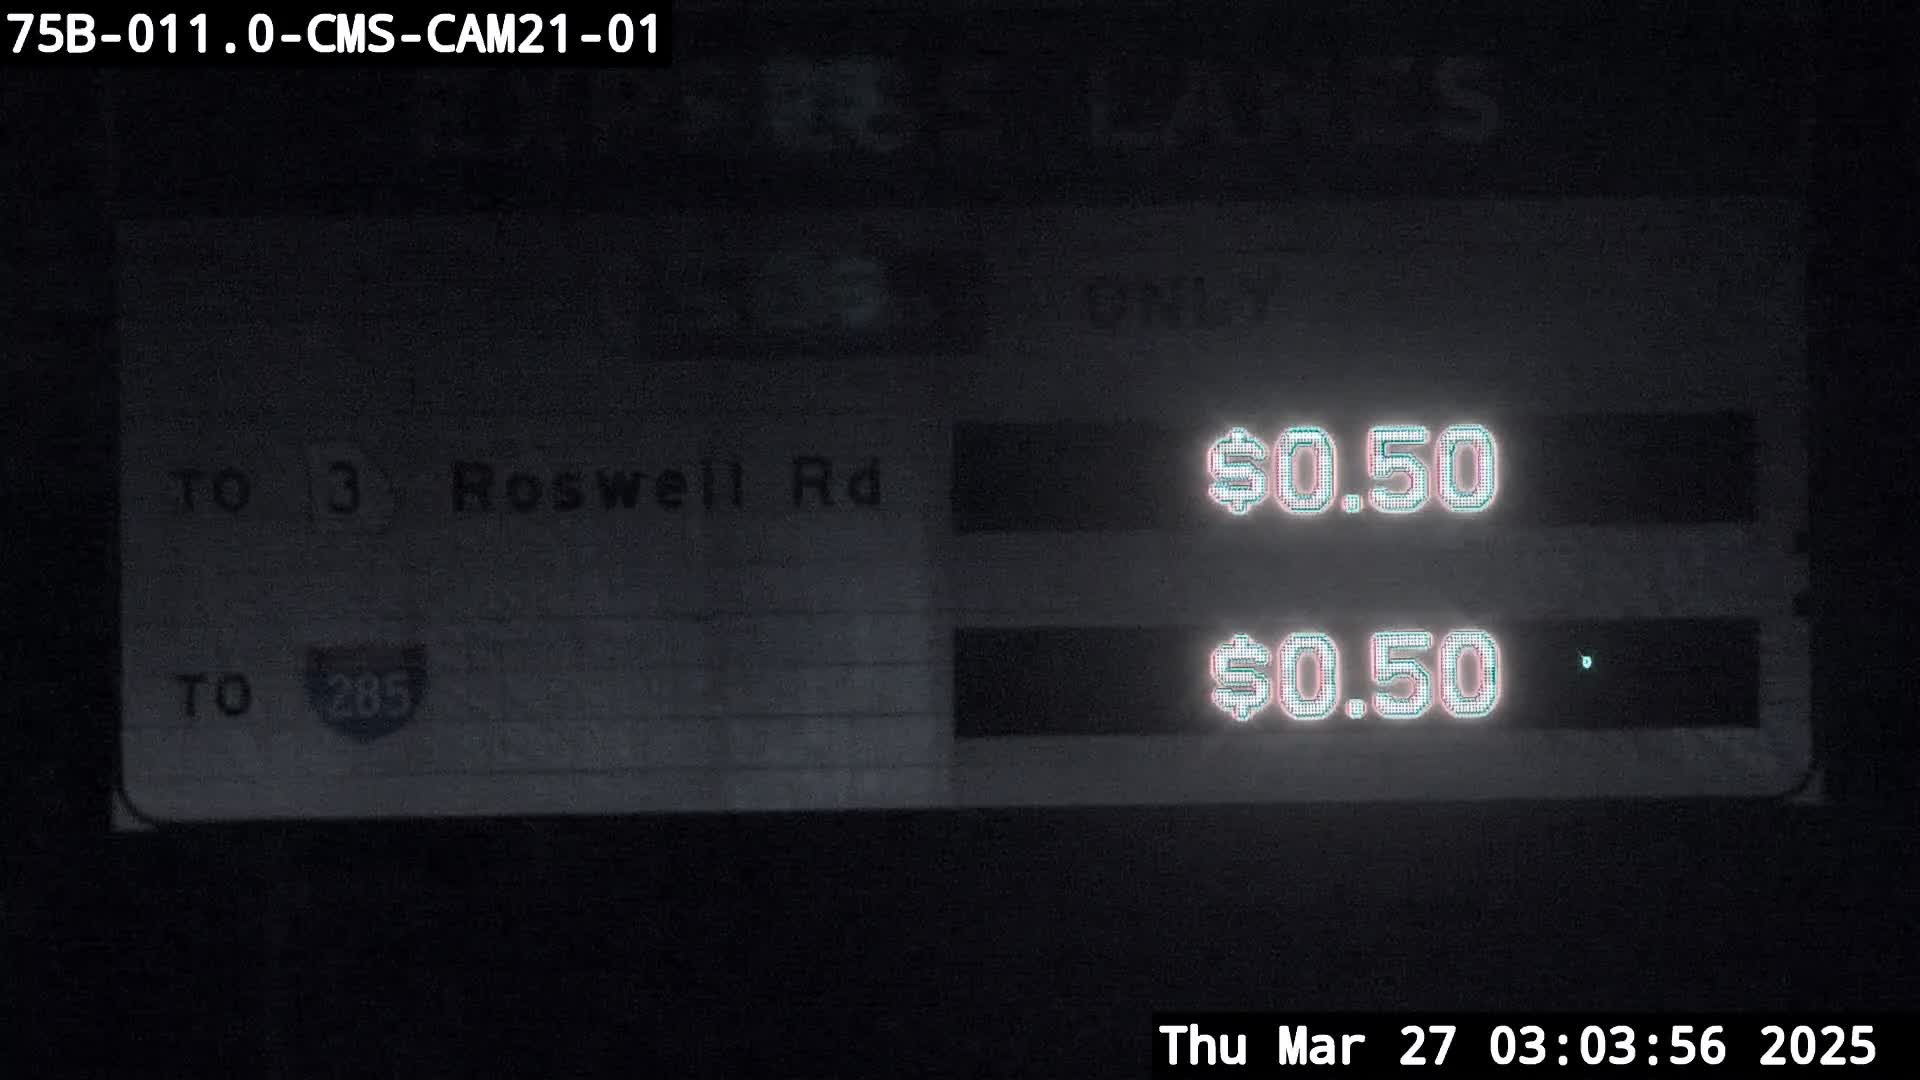 75B-011.0-CMS-CAM21-01
LANES
ONLY
TO 3 Roswell Rd $0.50
TO 285 $0.50
Thu Mar 27 03:03:56 2025